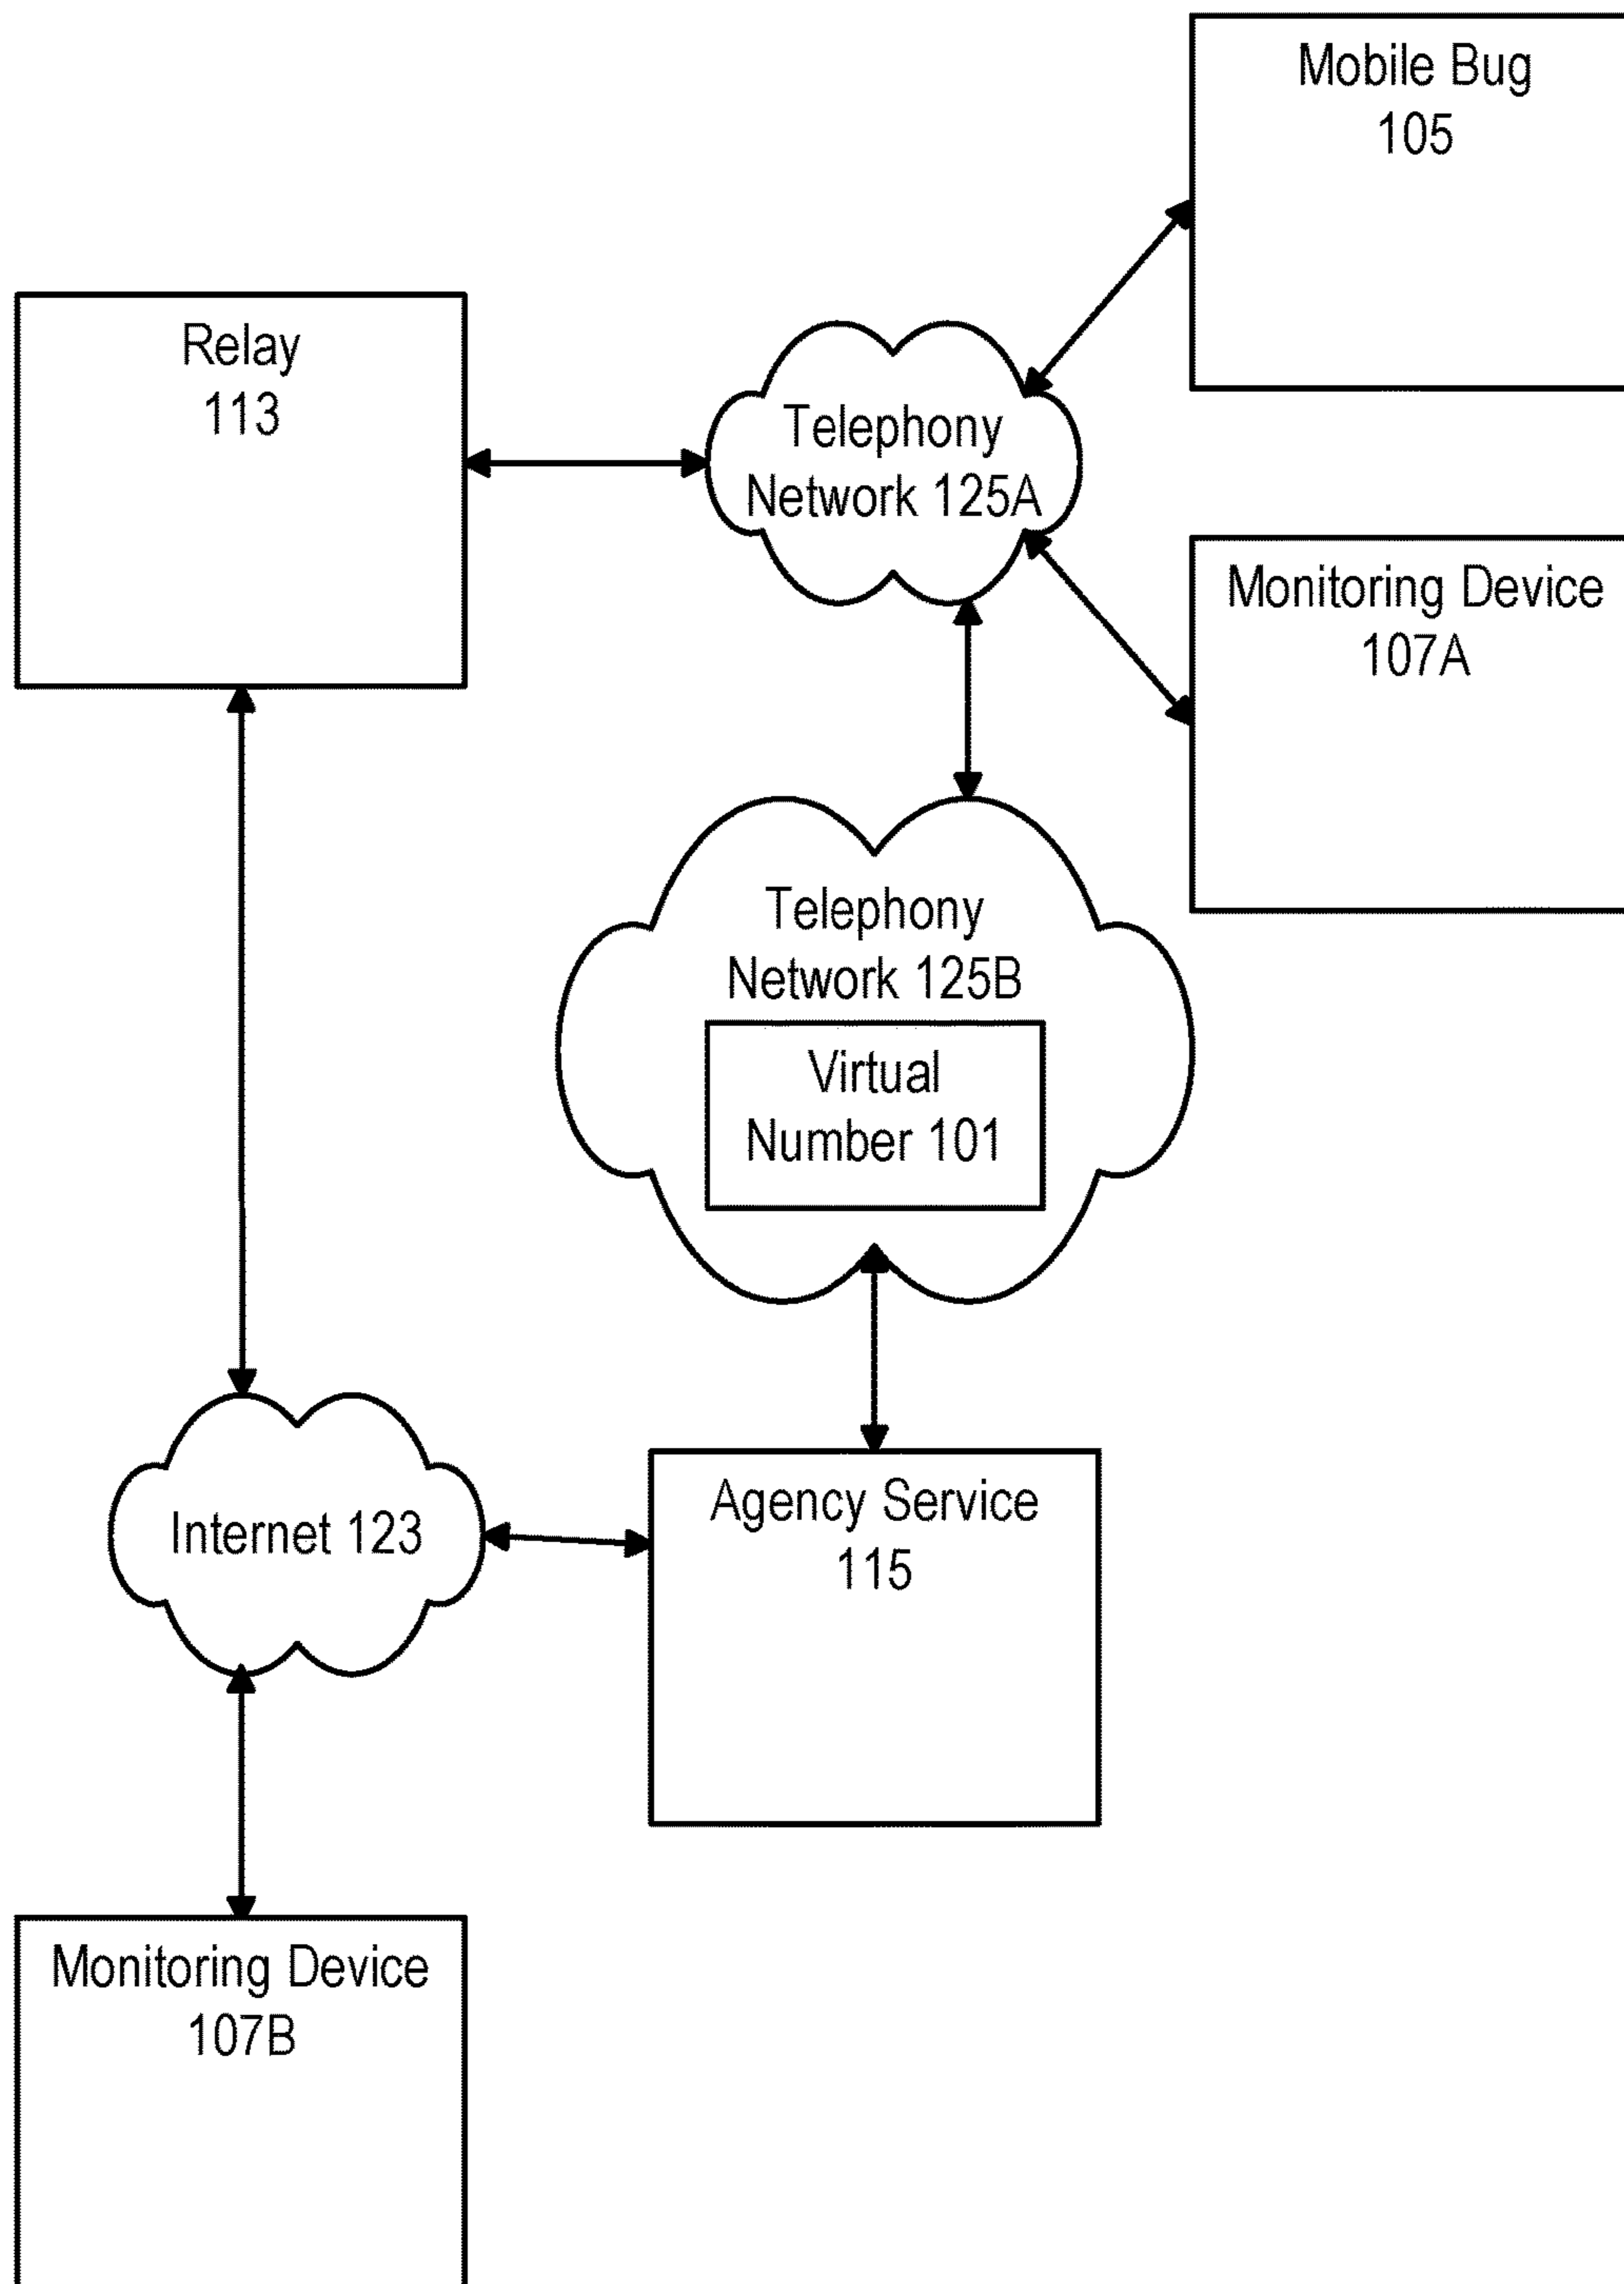 Mobile Bug
105
Relay
113
Telephony
Network 125A
Monitoring Device
107A
Telephony
Network 125B
Virtual
Number 101
Internet 123
Agency Service
115
Monitoring Device
107B